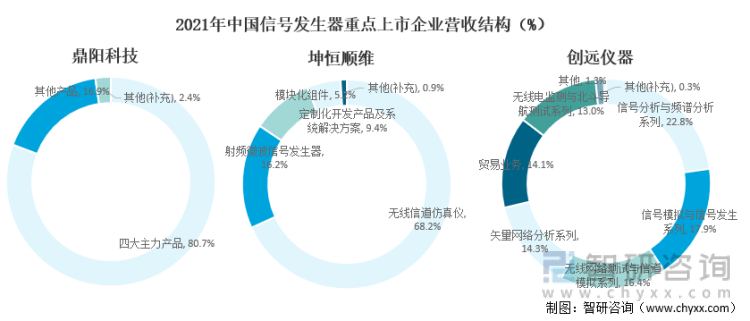 2021年中国信号发生器重点上市企业营收结构（%）
鼎阳科技
其他产品, 16.9%
其他(补充), 2.4%
四大主力产品, 80.7%
坤恒顺维
模块化组件, 5.2%
其他(补充), 0.9%
定制化开发产品及系
统解决方案, 9.4%
射频微波信号发生器,
16.2%
无线信道仿真仪,
68.2%
创远仪器
其他, 1.3%
其他(补充), 0.3%
无线电监测与北斗导
航测试系列, 13.0%
信号分析与频谱分析
系列, 22.8%
贸易业务, 14.1%
信号模拟与信号发生
系列, 17.9%
矢量网络分析系列,
14.3%
无线网络测试与信道
模拟系列, 16.4%
智研咨询
www.chyxx.com
制图：智研咨询（www.chyxx.com）